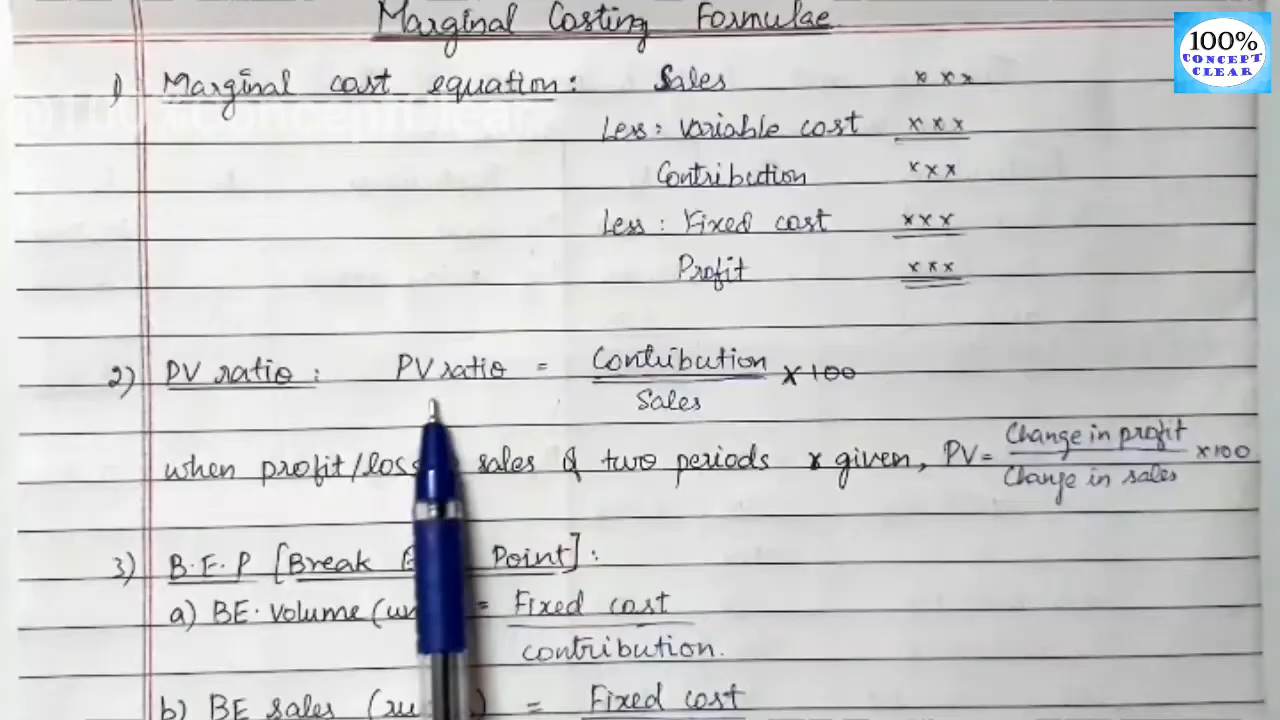 Marginal Costing Formulae
100%
CONCEPT
CLEAR
1) Marginal cost equation: Sales xxx
Less: variable cost xxx
Contribution xxx
Less: Fixed cost xxx
Profit xxx
2) PV ratio: PV ratio = Contribution × 100
Sales
when profit/loss sales of two periods r given, PV = Change in profit ×100
Change in sales
3) B.E.P [Break Point]:
a) BE. volume = Fixed cost
contribution.
b) BE sales = Fixed cost